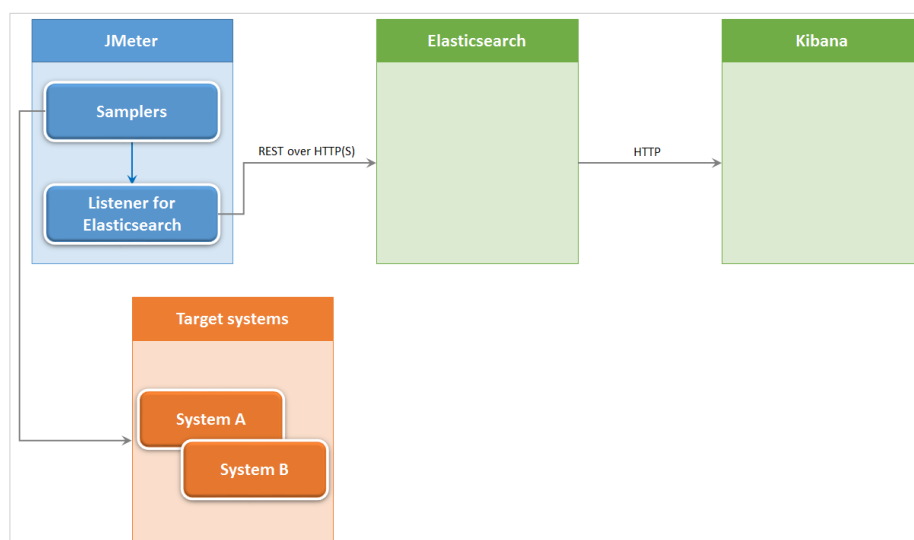 JMeter
Elasticsearch
Kibana
Samplers
REST over HTTP(S)
HTTP
Listener for
Elasticsearch
Target systems
System A
System B